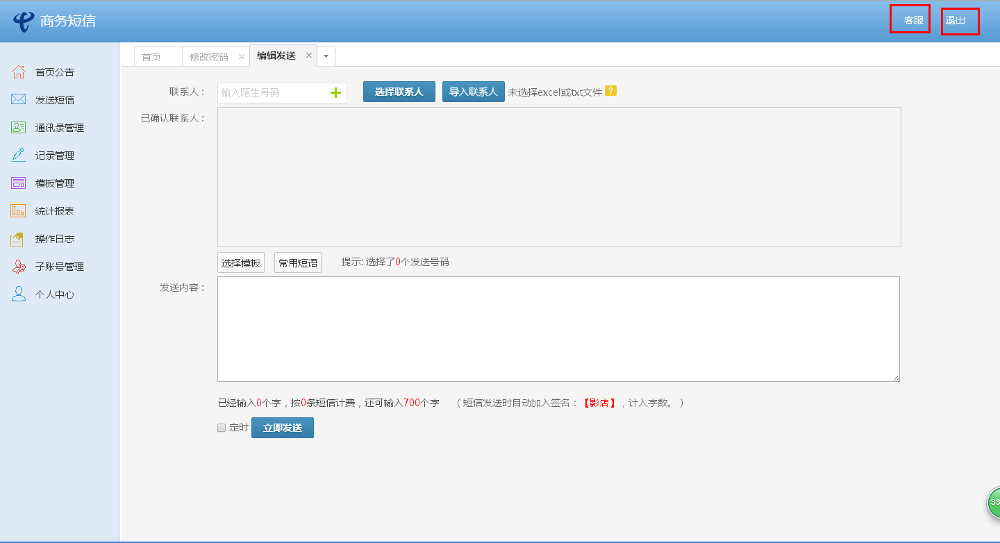 商务短信
客服
退出
首页
修改密码
编辑发送
首页公告
发送短信
通讯录管理
记录管理
模板管理
统计报表
操作日志
子账号管理
个人中心
联系人：
输入陌生号码
选择联系人
导入联系人
未选择excel或txt文件
?
已确认联系人：
选择模板
常用短语
提示: 选择了0个发送号码
发送内容：
已经输入0个字，按0条短信计费，还可输入700个字 （短信发送时自动加入签名：【影店】，计入字数。）
定时
立即发送
33